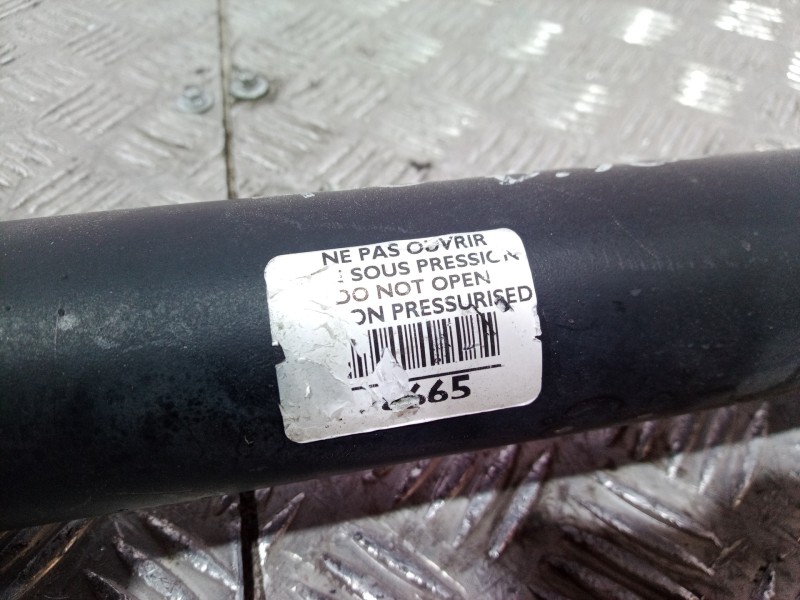 NE PAS OUVRIR
SOUS PRESSION
DO NOT OPEN
ON PRESSURISED
665